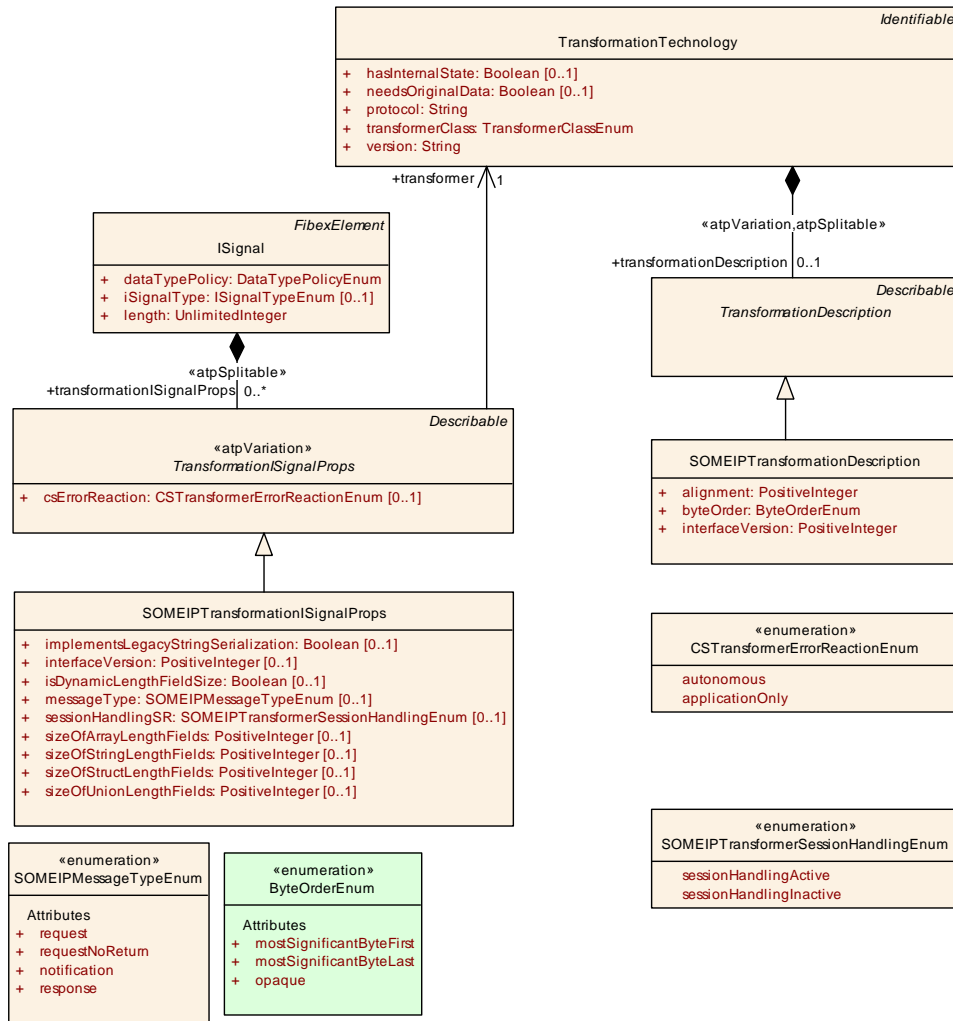 Identifiable
TransformationTechnology
+ hasInternalState: Boolean [0..1]
+ needsOriginalData: Boolean [0..1]
+ protocol: String
+ transformerClass: TransformerClassEnum
+ version: String
+transformer 1
«atpVariation,atpSplitable»
+transformationDescription 0..1
FibexElement
ISignal
+ dataTypePolicy: DataTypePolicyEnum
+ iSignalType: ISignalTypeEnum [0..1]
+ length: UnlimitedInteger
«atpSplitable»
+transformationISignalProps 0..*
Describable
TransformationDescription
Describable
«atpVariation»
TransformationISignalProps
+ csErrorReaction: CSTransformerErrorReactionEnum [0..1]
SOMEIPTransformationDescription
+ alignment: PositiveInteger
+ byteOrder: ByteOrderEnum
+ interfaceVersion: PositiveInteger
SOMEIPTransformationISignalProps
+ implementsLegacyStringSerialization: Boolean [0..1]
+ interfaceVersion: PositiveInteger [0..1]
+ isDynamicLengthFieldSize: Boolean [0..1]
+ messageType: SOMEIPMessageTypeEnum [0..1]
+ sessionHandlingSR: SOMEIPTransformerSessionHandlingEnum [0..1]
+ sizeOfArrayLengthFields: PositiveInteger [0..1]
+ sizeOfStringLengthFields: PositiveInteger [0..1]
+ sizeOfStructLengthFields: PositiveInteger [0..1]
+ sizeOfUnionLengthFields: PositiveInteger [0..1]
«enumeration»
CSTransformerErrorReactionEnum
autonomous
applicationOnly
«enumeration»
SOMEIPTransformerSessionHandlingEnum
sessionHandlingActive
sessionHandlingInactive
«enumeration»
SOMEIPMessageTypeEnum
Attributes
+ request
+ requestNoReturn
+ notification
+ response
«enumeration»
ByteOrderEnum
Attributes
+ mostSignificantByteFirst
+ mostSignificantByteLast
+ opaque